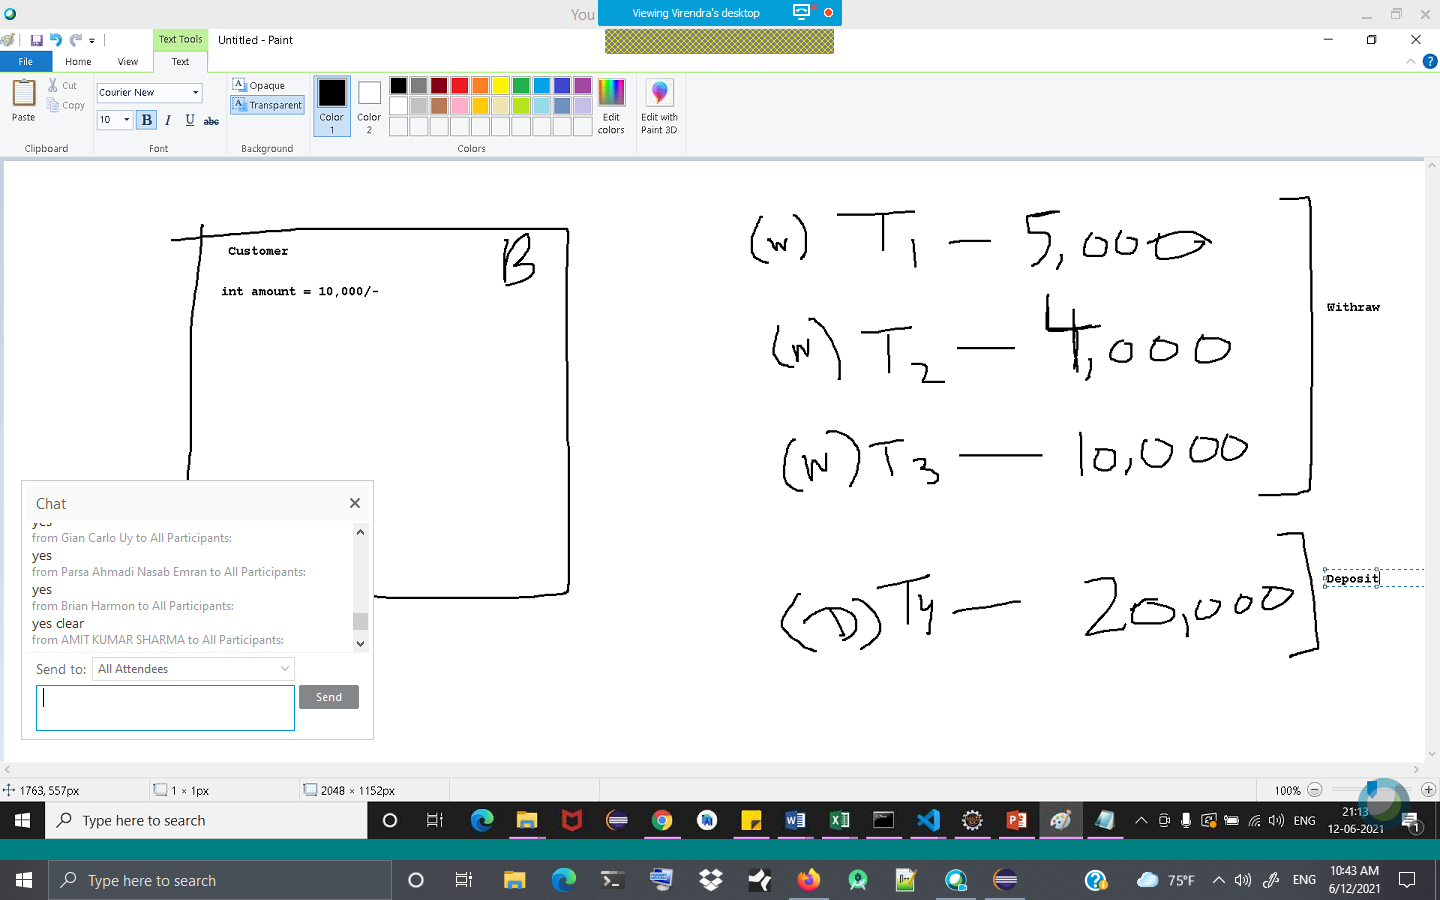 You
Viewing Virendra's desktop
Text Tools
Untitled - Paint
File
Home
View
Text
Paste
Cut
Copy
Clipboard
Courier New
10
B
I
U
abc
Font
Opaque
Transparent
Background
Color 1
Color 2
Edit colors
Colors
Edit with Paint 3D
Customer
B
int amount = 10,000/-
(W) T1 — 5,000
(W) T2 — 4,000
(W) T3 — 10,000
Withraw
(D) T4 — 20,000
Deposit
Chat
yes
from Gian Carlo Uy to All Participants:
yes
from Parsa Ahmadi Nasab Emran to All Participants:
yes
from Brian Harmon to All Participants:
yes clear
from AMIT KUMAR SHARMA to All Participants:
Send to:
All Attendees
Send
1763, 557px
1 × 1px
2048 × 1152px
100%
Type here to search
ENG
21:13
12-06-2021
1
Type here to search
75°F
ENG
10:43 AM
6/12/2021